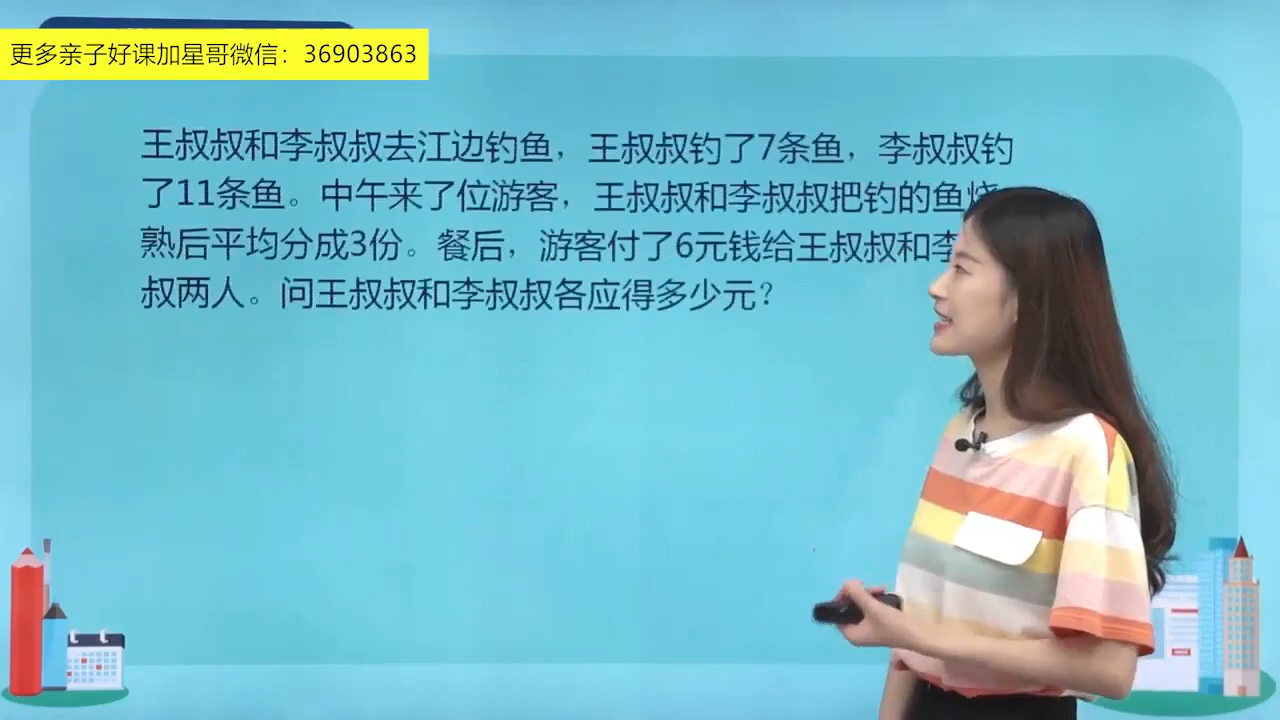 更多亲子好课加星哥微信：36903863
王叔叔和李叔叔去江边钓鱼，王叔叔钓了7条鱼，李叔叔钓
了11条鱼。中午来了位游客，王叔叔和李叔叔把钓的鱼烧
熟后平均分成3份。餐后，游客付了6元钱给王叔叔和李
叔两人。问王叔叔和李叔叔各应得多少元？